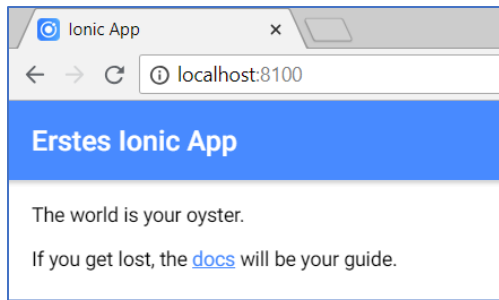 Ionic App
localhost:8100
Erstes Ionic App
The world is your oyster.
If you get lost, the docs will be your guide.